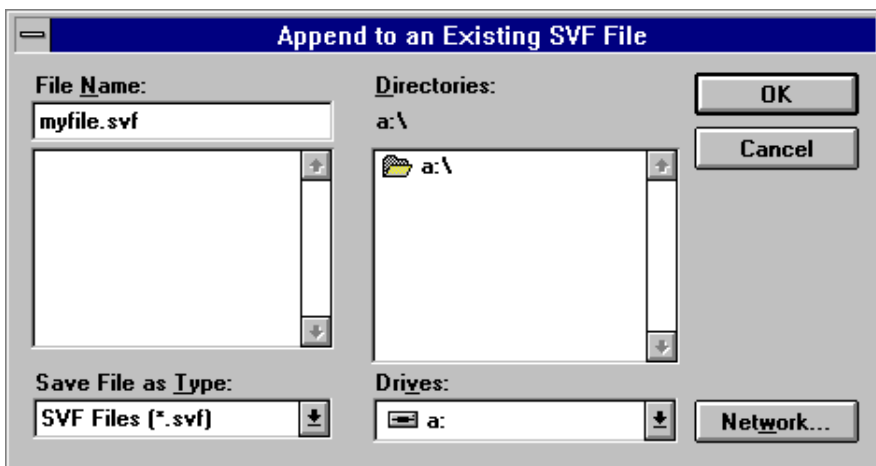 Append to an Existing SVF File
File Name:
myfile.svf
Save File as Type:
SVF Files (*.svf)
Directories:
a:\
a:\
Drives:
a:
OK
Cancel
Network...